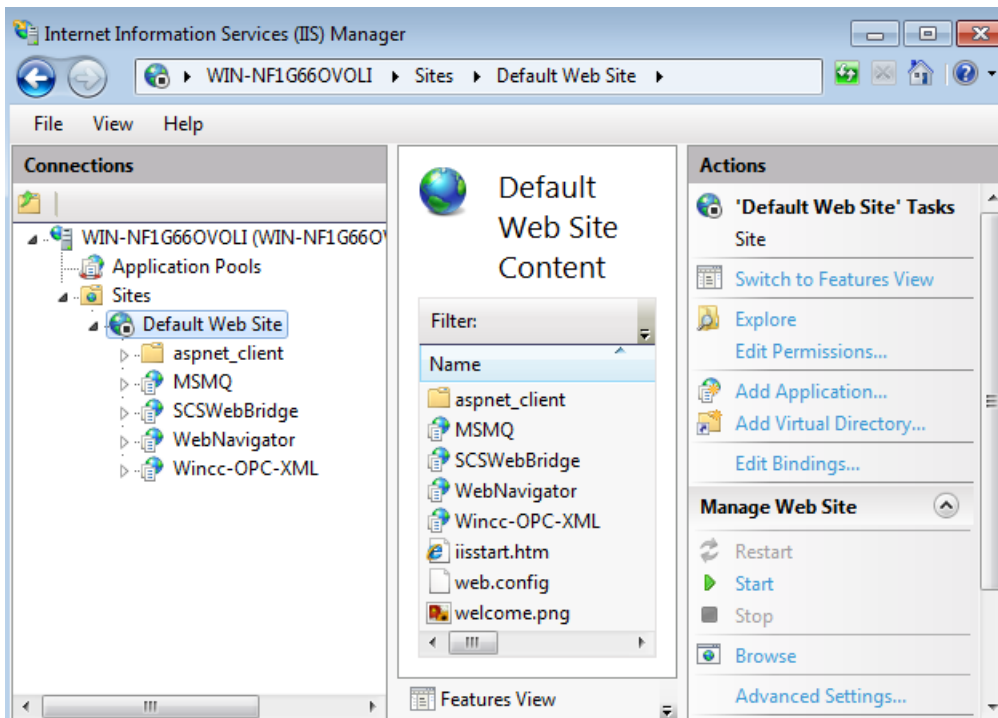 Internet Information Services (IIS) Manager
WIN-NF1G66OVOLI Sites Default Web Site
File View Help
Connections
WIN-NF1G66OVOLI (WIN-NF1G66O
Application Pools
Sites
Default Web Site
aspnet_client
MSMQ
SCSWebBridge
WebNavigator
Wincc-OPC-XML
Default
Web Site
Content
Filter:
Name
aspnet_client
MSMQ
SCSWebBridge
WebNavigator
Wincc-OPC-XML
iisstart.htm
web.config
welcome.png
Features View
Actions
'Default Web Site' Tasks
Site
Switch to Features View
Explore
Edit Permissions...
Add Application...
Add Virtual Directory...
Edit Bindings...
Manage Web Site
Restart
Start
Stop
Browse
Advanced Settings...